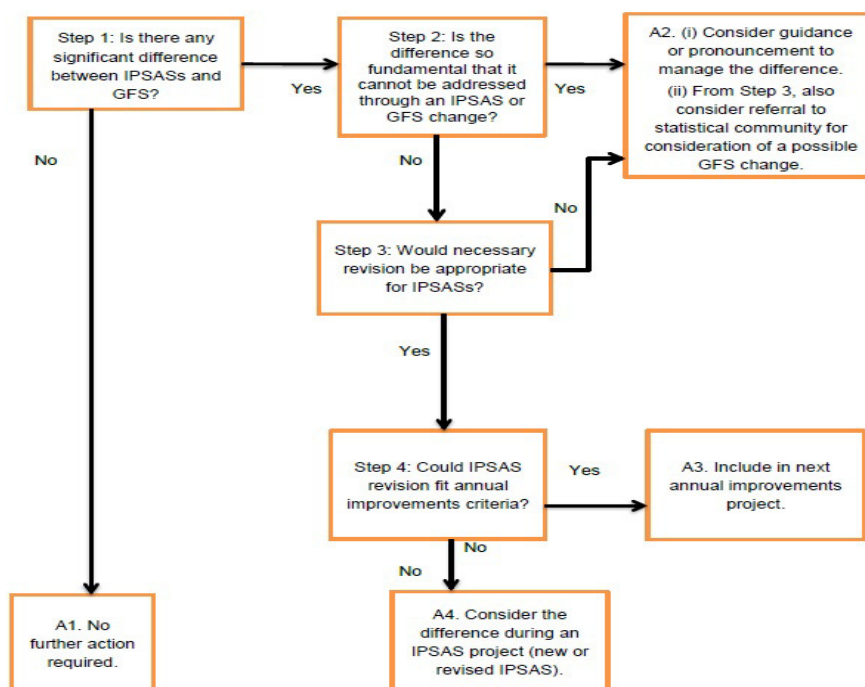 Step 1: Is there any
significant difference
between IPSASs and
GFS?
Yes
Step 2: Is the
difference so
fundamental that it
cannot be addressed
through an IPSAS or
GFS change?
Yes
A2. (i) Consider guidance
or pronouncement to
manage the difference.
(ii) From Step 3, also
consider referral to
statistical community for
consideration of a possible
GFS change.
No
No
No
Step 3: Would necessary
revision be appropriate
for IPSASs?
Yes
Step 4: Could IPSAS
revision fit annual
improvements criteria?
Yes
A3. Include in next
annual improvements
project.
No
No
A1. No
further action
required.
A4. Consider the
difference during an
IPSAS project (new or
revised IPSAS).